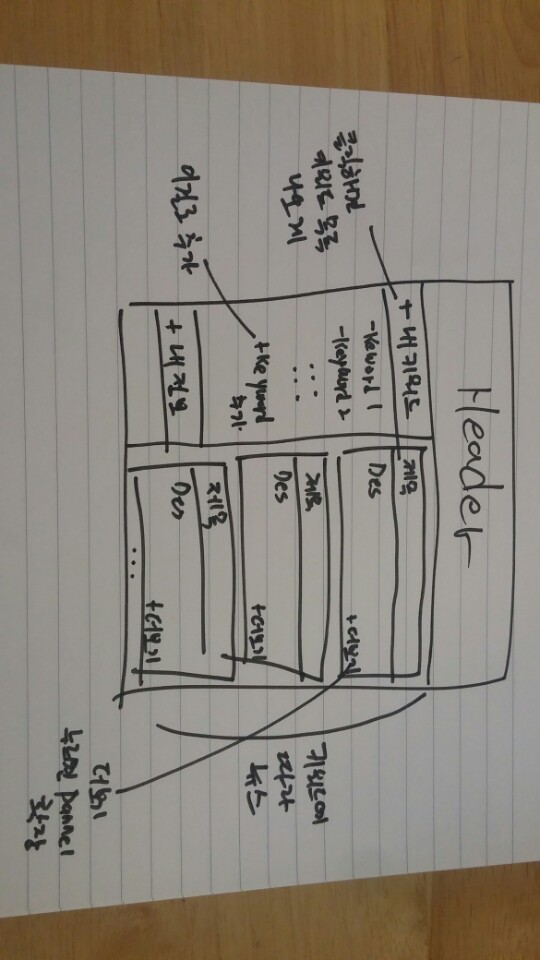 Header
+ 내 키워드
-Keword 1
-Keyword 2
...
...
+Keyword
추가
+ 내 정보
제목
Des
+더보기
제목
Des
+더보기
제목
Des
+더보기
...
클릭하면
키워드 목록
나오게
이걸로 추가
키워드에
따라
뉴스
더보기
누르면 pannel
확장